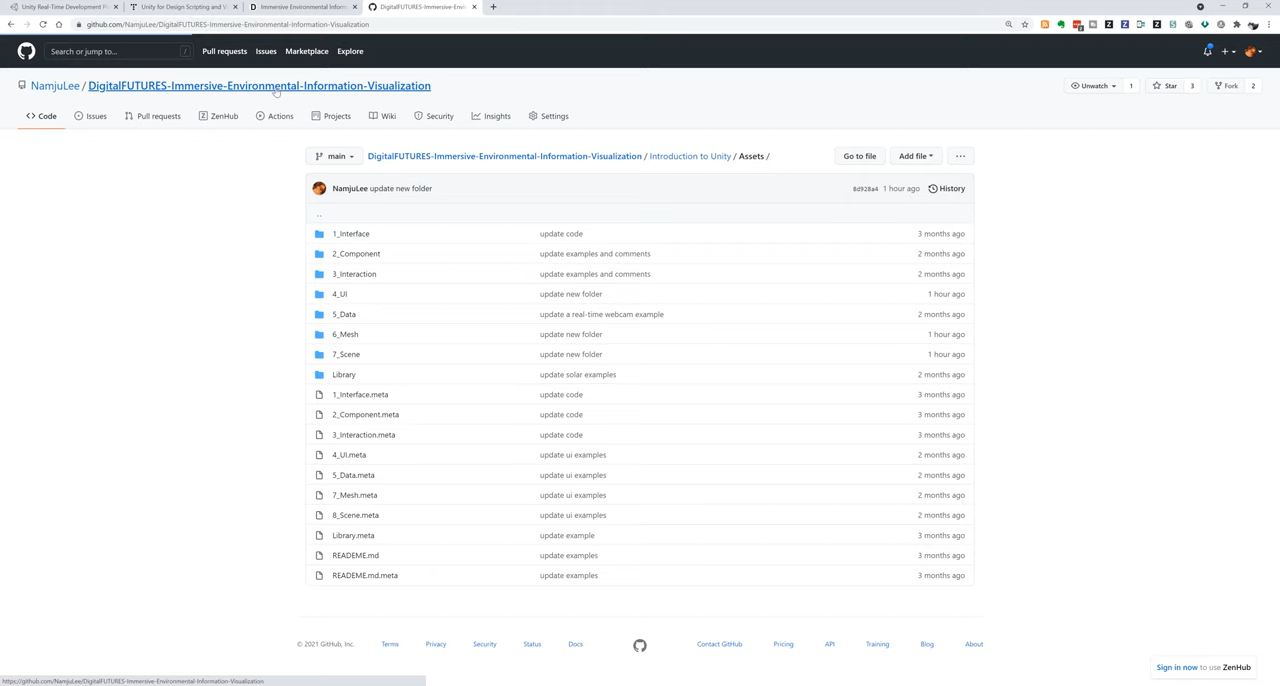 Unity Real-Time Development Pl
Unity for Design Scripting and V
Immersive Environmental Inform
DigitalFUTURES-Immersive-Env
github.com/NamjuLee/DigitalFUTURES-Immersive-Environmental-Information-Visualization
Search or jump to...
/
Pull requests
Issues
Marketplace
Explore
NamjuLee / DigitalFUTURES-Immersive-Environmental-Information-Visualization
Unwatch
1
Star
3
Fork
2
Code
Issues
Pull requests
ZenHub
Actions
Projects
Wiki
Security
Insights
Settings
main
DigitalFUTURES-Immersive-Environmental-Information-Visualization / Introduction to Unity / Assets /
Go to file
Add file
...
NamjuLee update new folder
8d928a4 1 hour ago
History
..
1_Interface update code 3 months ago
2_Component update examples and comments 2 months ago
3_Interaction update examples and comments 2 months ago
4_UI update new folder 1 hour ago
5_Data update a real-time webcam example 2 months ago
6_Mesh update new folder 1 hour ago
7_Scene update new folder 1 hour ago
Library update solar examples 2 months ago
1_Interface.meta update code 3 months ago
2_Component.meta update code 3 months ago
3_Interaction.meta update code 3 months ago
4_UI.meta update ui examples 2 months ago
5_Data.meta update ui examples 2 months ago
7_Mesh.meta update ui examples 2 months ago
8_Scene.meta update ui examples 2 months ago
Library.meta update example 3 months ago
READEME.md update examples 3 months ago
READEME.md.meta update examples 3 months ago
© 2021 GitHub, Inc.
Terms
Privacy
Security
Status
Docs
Contact GitHub
Pricing
API
Training
Blog
About
Sign in now to use ZenHub
https://github.com/NamjuLee/DigitalFUTURES-Immersive-Environmental-Information-Visualization